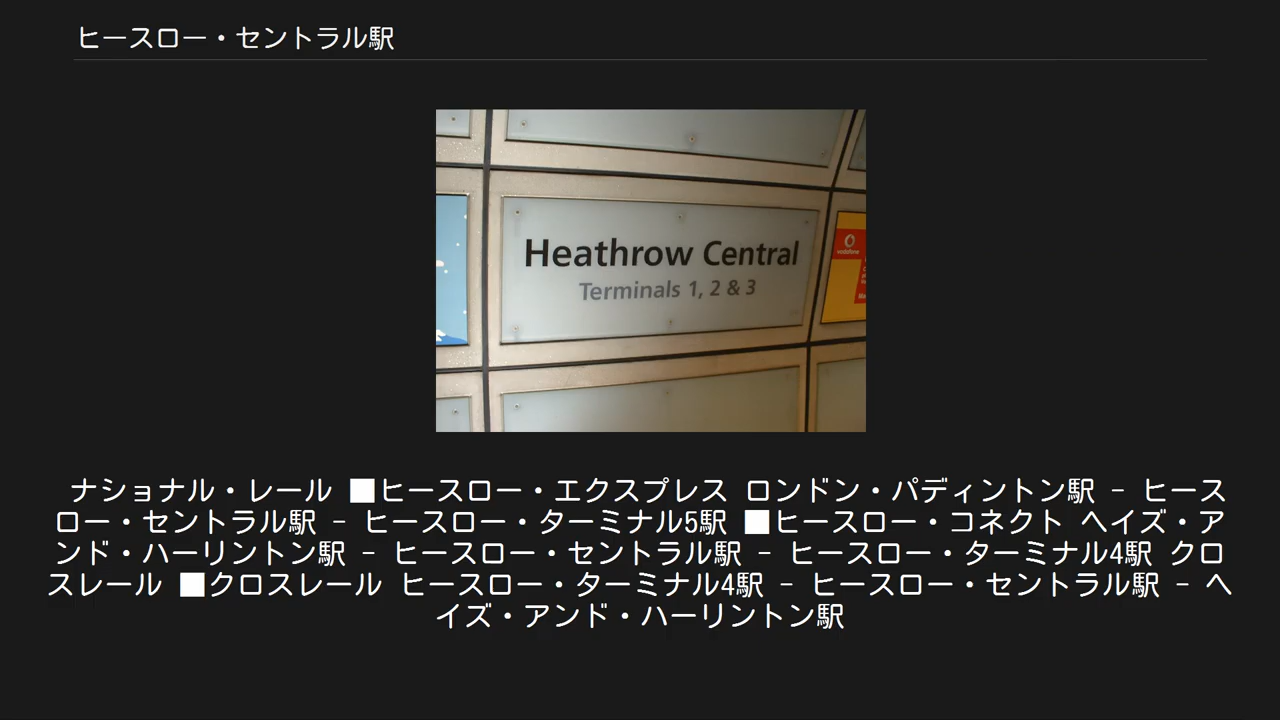 ヒースロー・セントラル駅
Heathrow Central
Terminals 1, 2 & 3
vodafone
ナショナル・レール ■ヒースロー・エクスプレス ロンドン・パディントン駅 - ヒース
ロー・セントラル駅 - ヒースロー・ターミナル5駅 ■ヒースロー・コネクト ヘイズ・ア
ンド・ハーリントン駅 - ヒースロー・セントラル駅 - ヒースロー・ターミナル4駅 クロ
スレール ■クロスレール ヒースロー・ターミナル4駅 - ヒースロー・セントラル駅 - ヘ
イズ・アンド・ハーリントン駅